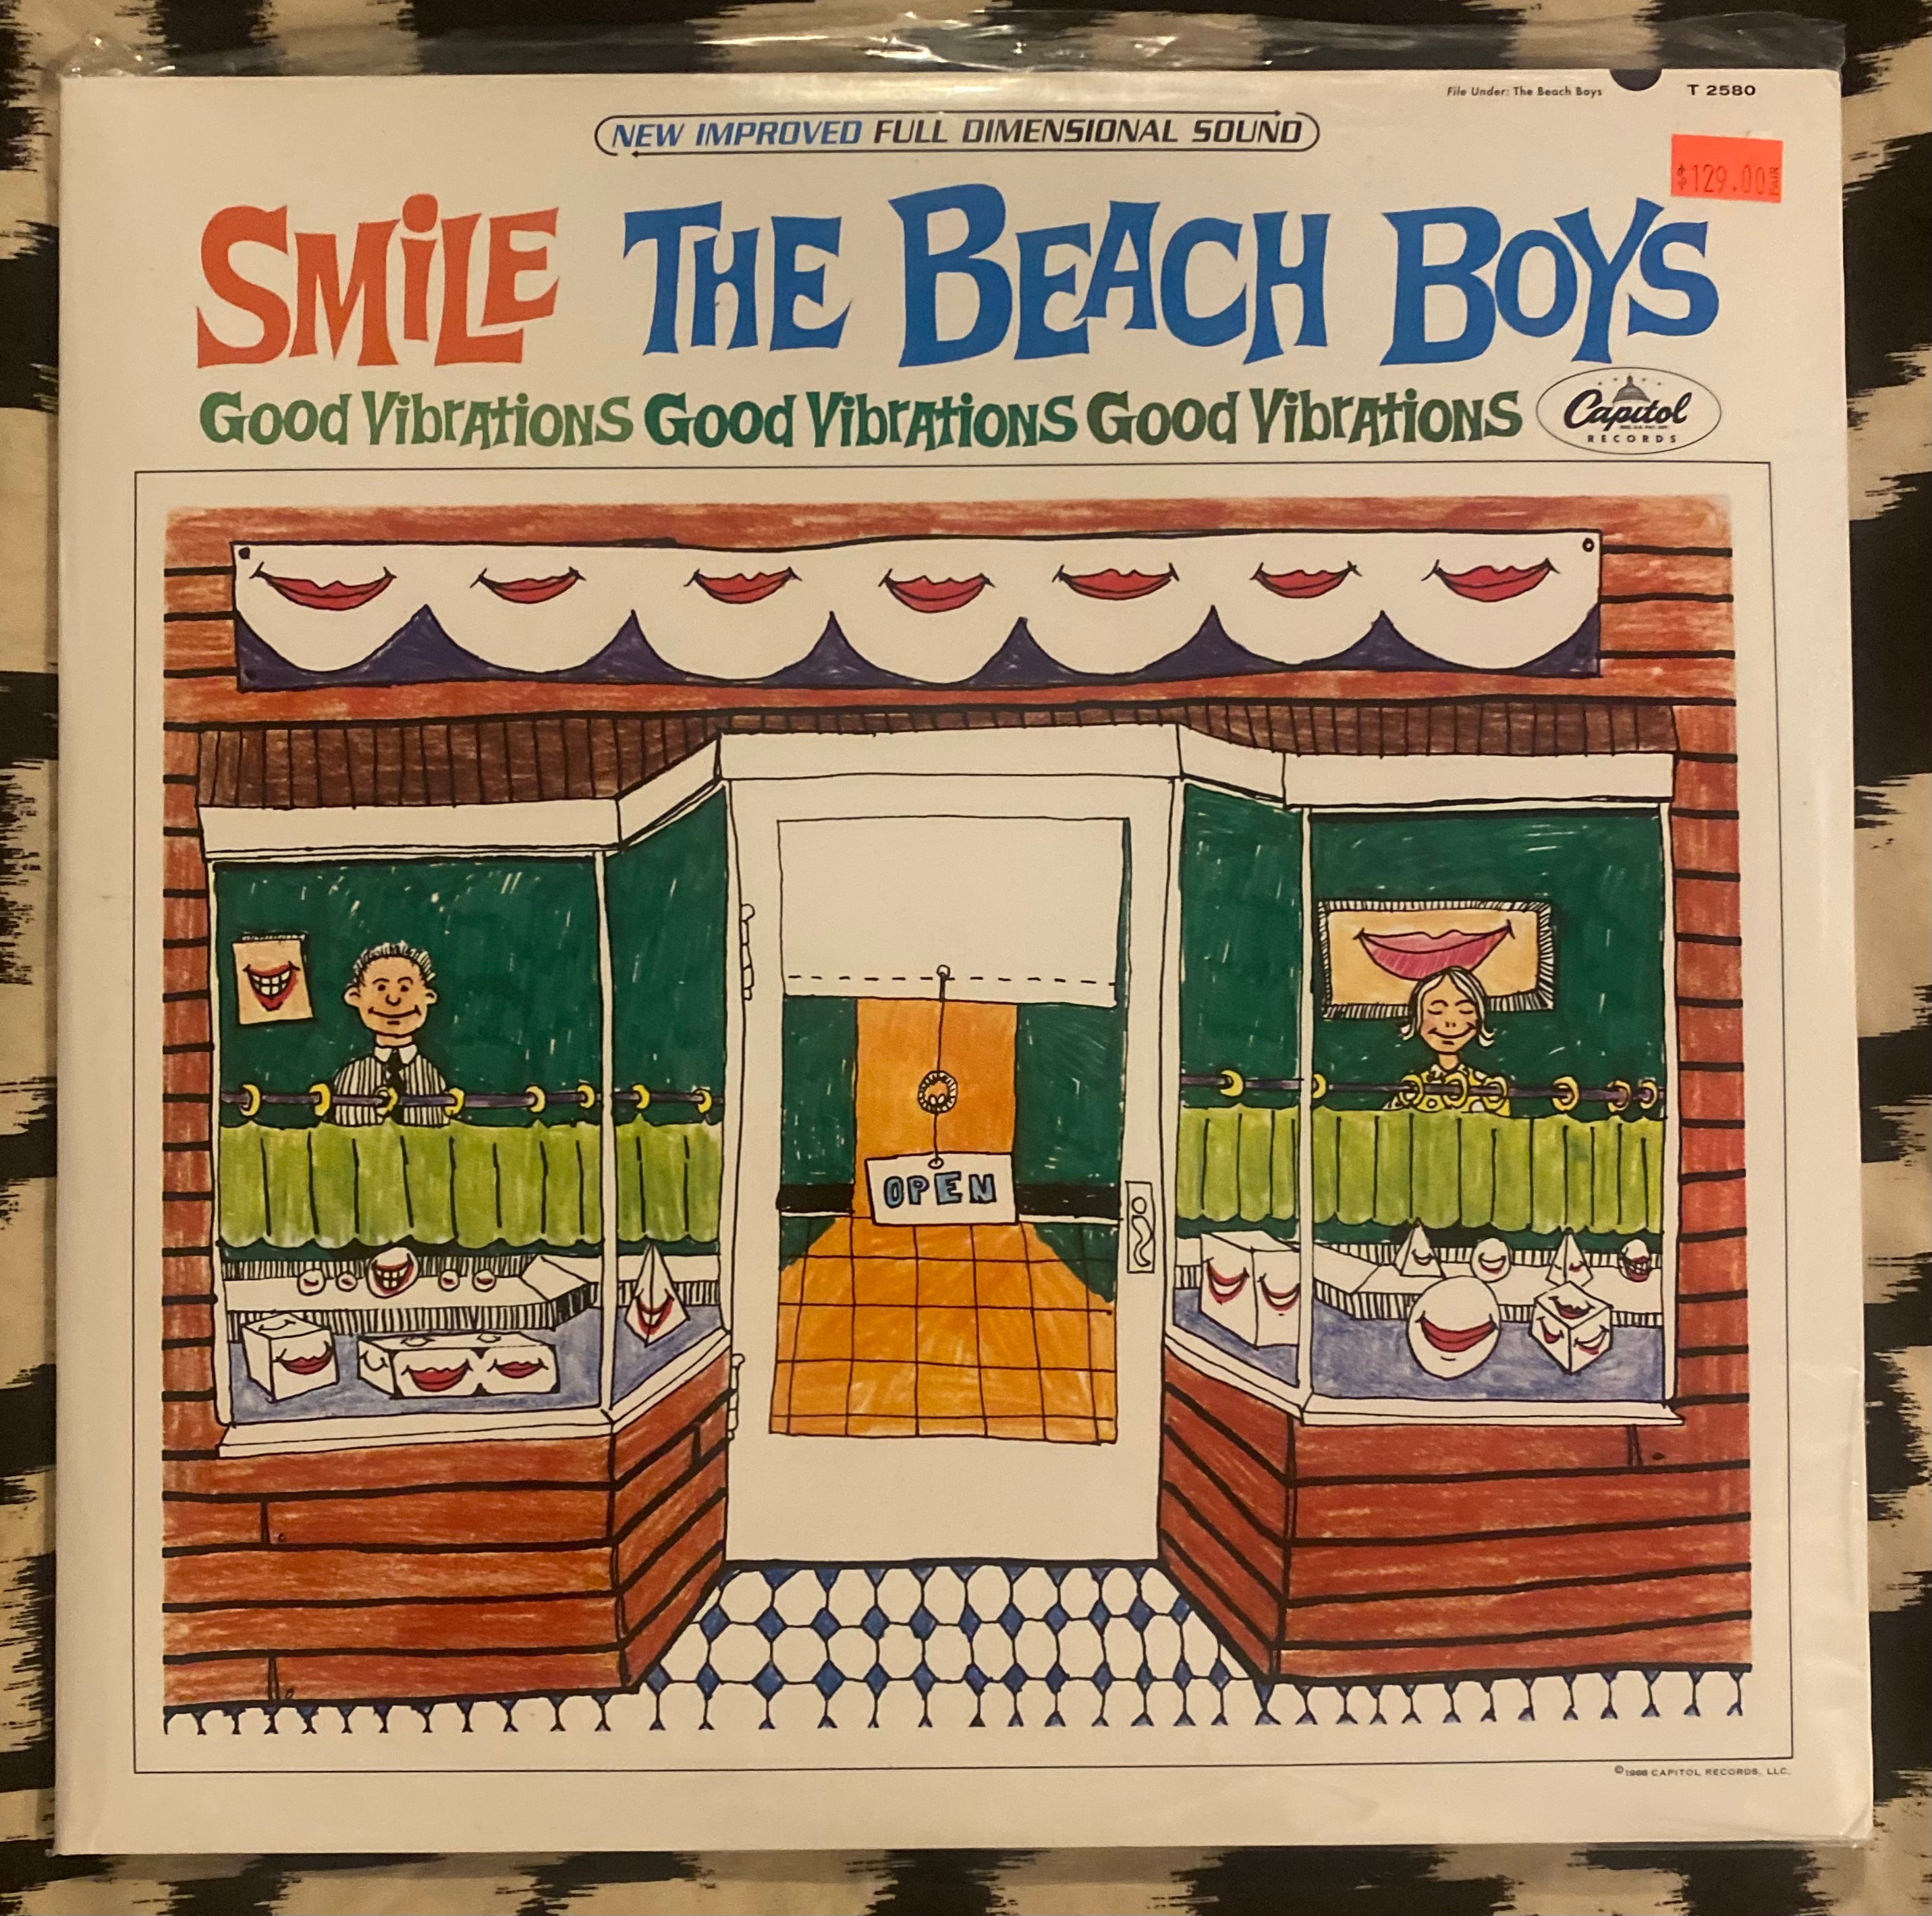 File Under: The Beach Boys T 2580
NEW IMPROVED FULL DIMENSIONAL SOUND
$129.00
SMiLE THE BEACH BOYS
Good Vibrations Good Vibrations Good Vibrations
Capitol
RECORDS
OPEN
©1966 CAPITOL RECORDS, LLC.